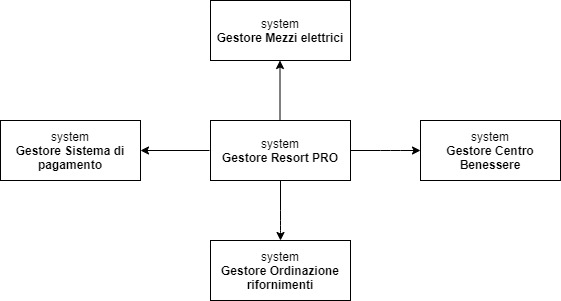 system
Gestore Mezzi elettrici
system
Gestore Sistema di
pagamento
system
Gestore Resort PRO
system
Gestore Centro
Benessere
system
Gestore Ordinazione
rifornimenti